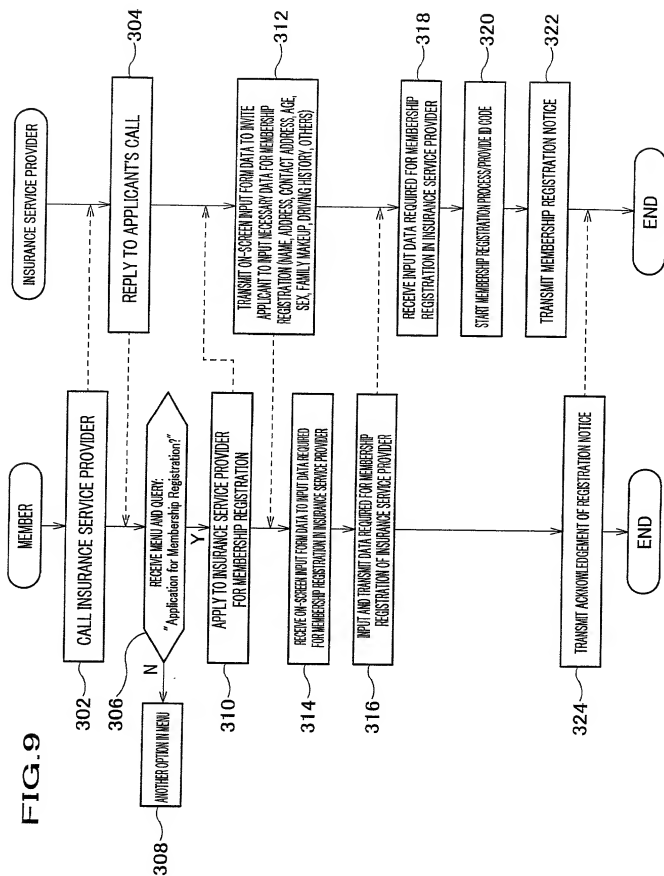 FIG.9
MEMBER
302
CALL INSURANCE SERVICE PROVIDER
306
RECEIVE MENU AND QUERY:
"Application for Membership Registration?"
N
Y
308
ANOTHER OPTION IN MENU
310
APPLY TO INSURANCE SERVICE PROVIDER
FOR MEMBERSHIP REGISTRATION
314
RECEIVE ON-SCREEN INPUT FORM DATA TO INPUT DATA REQUIRED
FOR MEMBERSHIP REGISTRATION IN INSURANCE SERVICE PROVIDER
316
INPUT AND TRANSMIT DATA REQUIRED FOR MEMBERSHIP
REGISTRATION OF INSURANCE SERVICE PROVIDER
324
TRANSMIT ACKNOWLEDGEMENT OF REGISTRATION NOTICE
END
INSURANCE SERVICE PROVIDER
304
REPLY TO APPLICANT'S CALL
312
TRANSMIT ON-SCREEN INPUT FORM DATA TO INVITE
APPLICANT TO INPUT NECESSARY DATA FOR MEMBERSHIP
REGISTRATION (NAME, ADDRESS, CONTACT ADDRESS, AGE,
SEX, FAMILY MAKEUP, DRIVING HISTORY, OTHERS)
318
RECEIVE INPUT DATA REQUIRED FOR MEMBERSHIP
REGISTRATION IN INSURANCE SERVICE PROVIDER
320
START MEMBERSHIP REGISTRATION PROCESS/PROVIDE ID CODE
322
TRANSMIT MEMBERSHIP REGISTRATION NOTICE
END